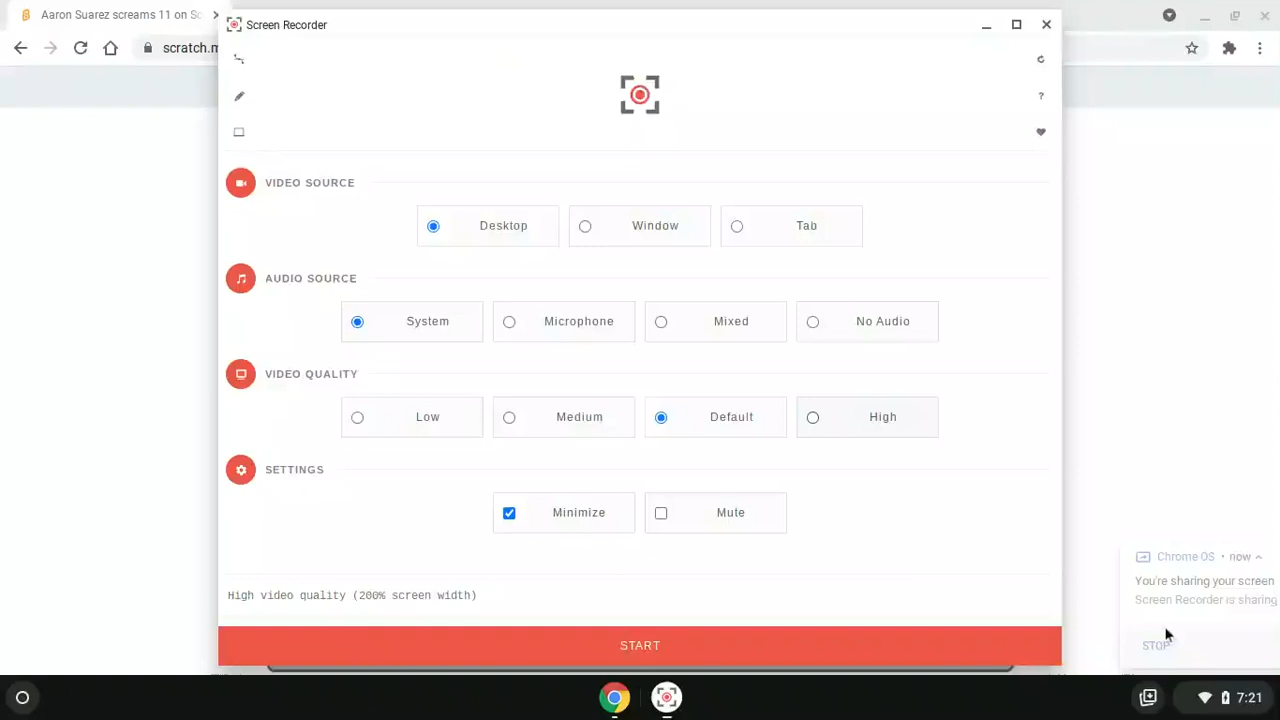 Aaron Suarez screams 11 on Sc
Screen Recorder
scratch.m
?
VIDEO SOURCE
Desktop
Window
Tab
AUDIO SOURCE
System
Microphone
Mixed
No Audio
VIDEO QUALITY
Low
Medium
Default
High
SETTINGS
Minimize
Mute
Chrome OS • now
You're sharing your screen
Screen Recorder is sharing
STOP
High video quality (200% screen width)
START
7:21